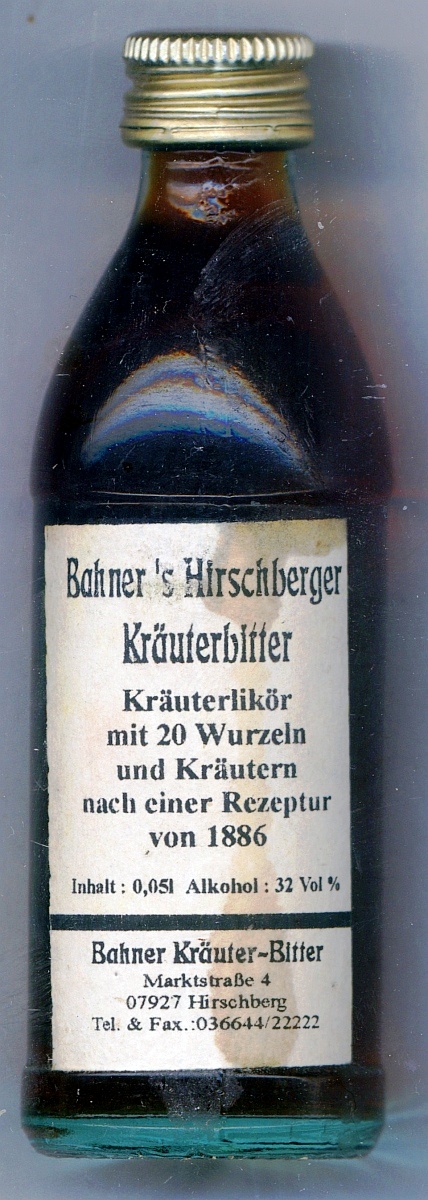 Bahner 's Hirschberger
Kräuterbitter
Kräuterlikör
mit 20 Wurzeln
und Kräutern
nach einer Rezeptur
von 1886
Inhalt : 0,05l Alkohol : 32 Vol %
Bahner Kräuter-Bitter
Marktstraße 4
07927 Hirschberg
Tel. & Fax.:036644/22222